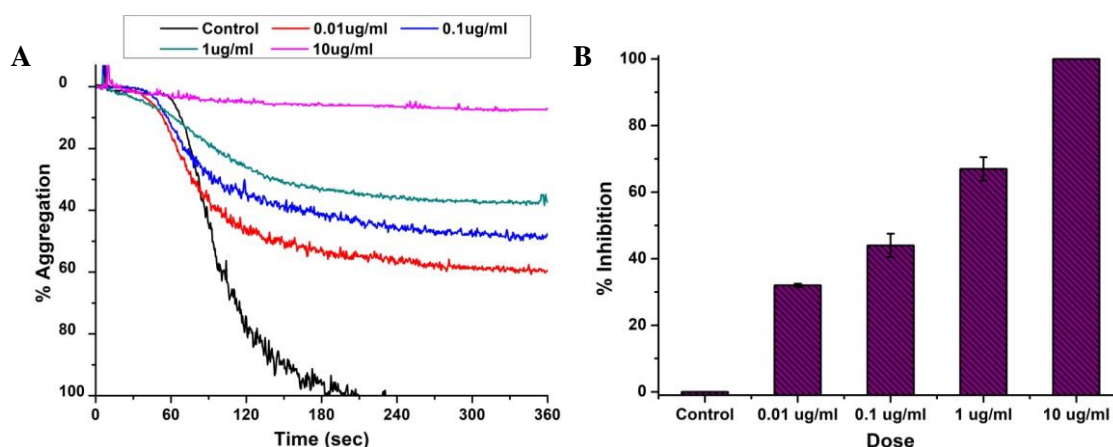 Control 0.01ug/ml 0.1ug/ml
1ug/ml 10ug/ml
A
0
20
40
60
80
100
% Aggregation
0 60 120 180 240 300 360
Time (sec)
B
100
80
60
40
20
0
% Inhibition
Control 0.01 ug/ml 0.1 ug/ml 1 ug/ml 10 ug/ml
Dose